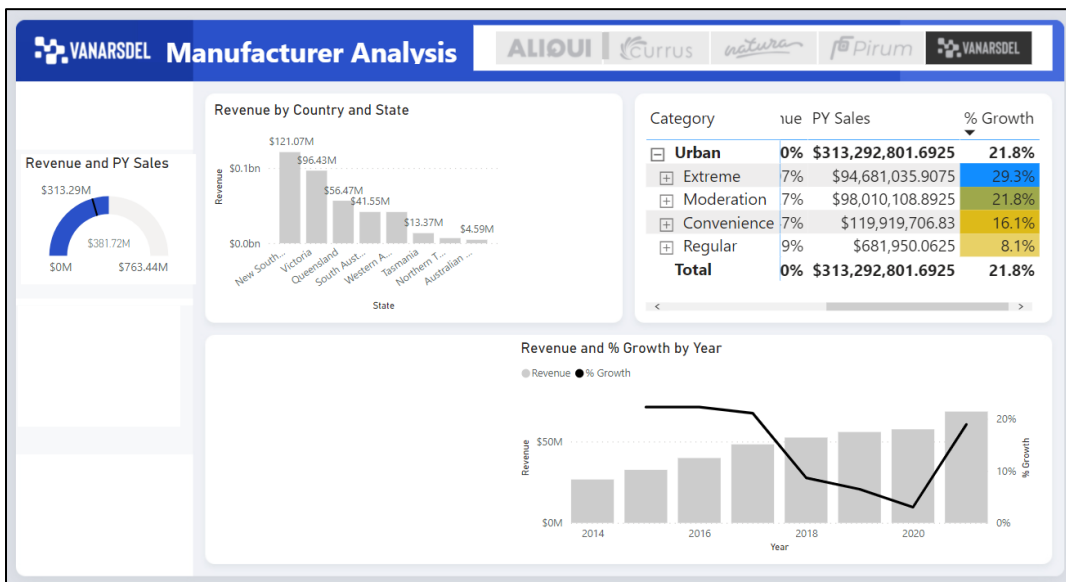 VANARSDEL Manufacturer Analysis
ALIQUI Currus natura Pirum VANARSDEL
Revenue and PY Sales
$313.29M
$381.72M
$0M $763.44M
Revenue by Country and State
$121.07M
$96.43M
$56.47M
$41.55M
$13.37M
$4.59M
$0.1bn
$0.0bn
Revenue
New South... Victoria Queensland South Aust... Western A... Tasmania Northern T... Australian ...
State
Category nue PY Sales % Growth
Urban 0% $313,292,801.6925 21.8%
Extreme 7% $94,681,035.9075 29.3%
Moderation 7% $98,010,108.8925 21.8%
Convenience 7% $119,919,706.83 16.1%
Regular 9% $681,950.0625 8.1%
Total 0% $313,292,801.6925 21.8%
Revenue and % Growth by Year
Revenue % Growth
$50M
$0M
Revenue
20%
10%
0%
% Growth
2014 2016 2018 2020
Year